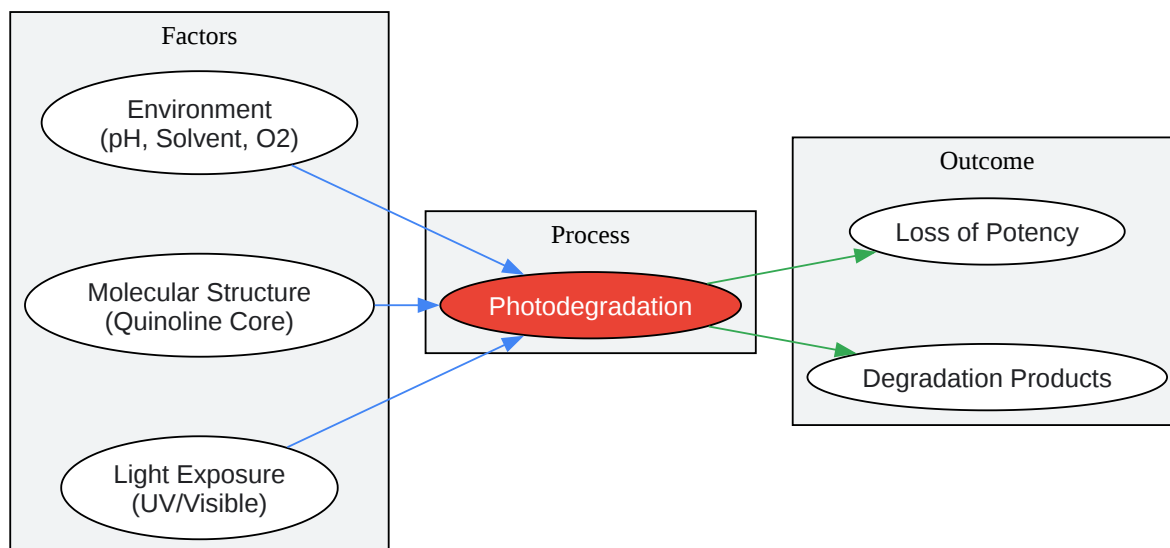 Factors
Environment
(pH, Solvent, O2)
Molecular Structure
(Quinoline Core)
Light Exposure
(UV/Visible)
Process
Photodegradation
Outcome
Loss of Potency
Degradation Products